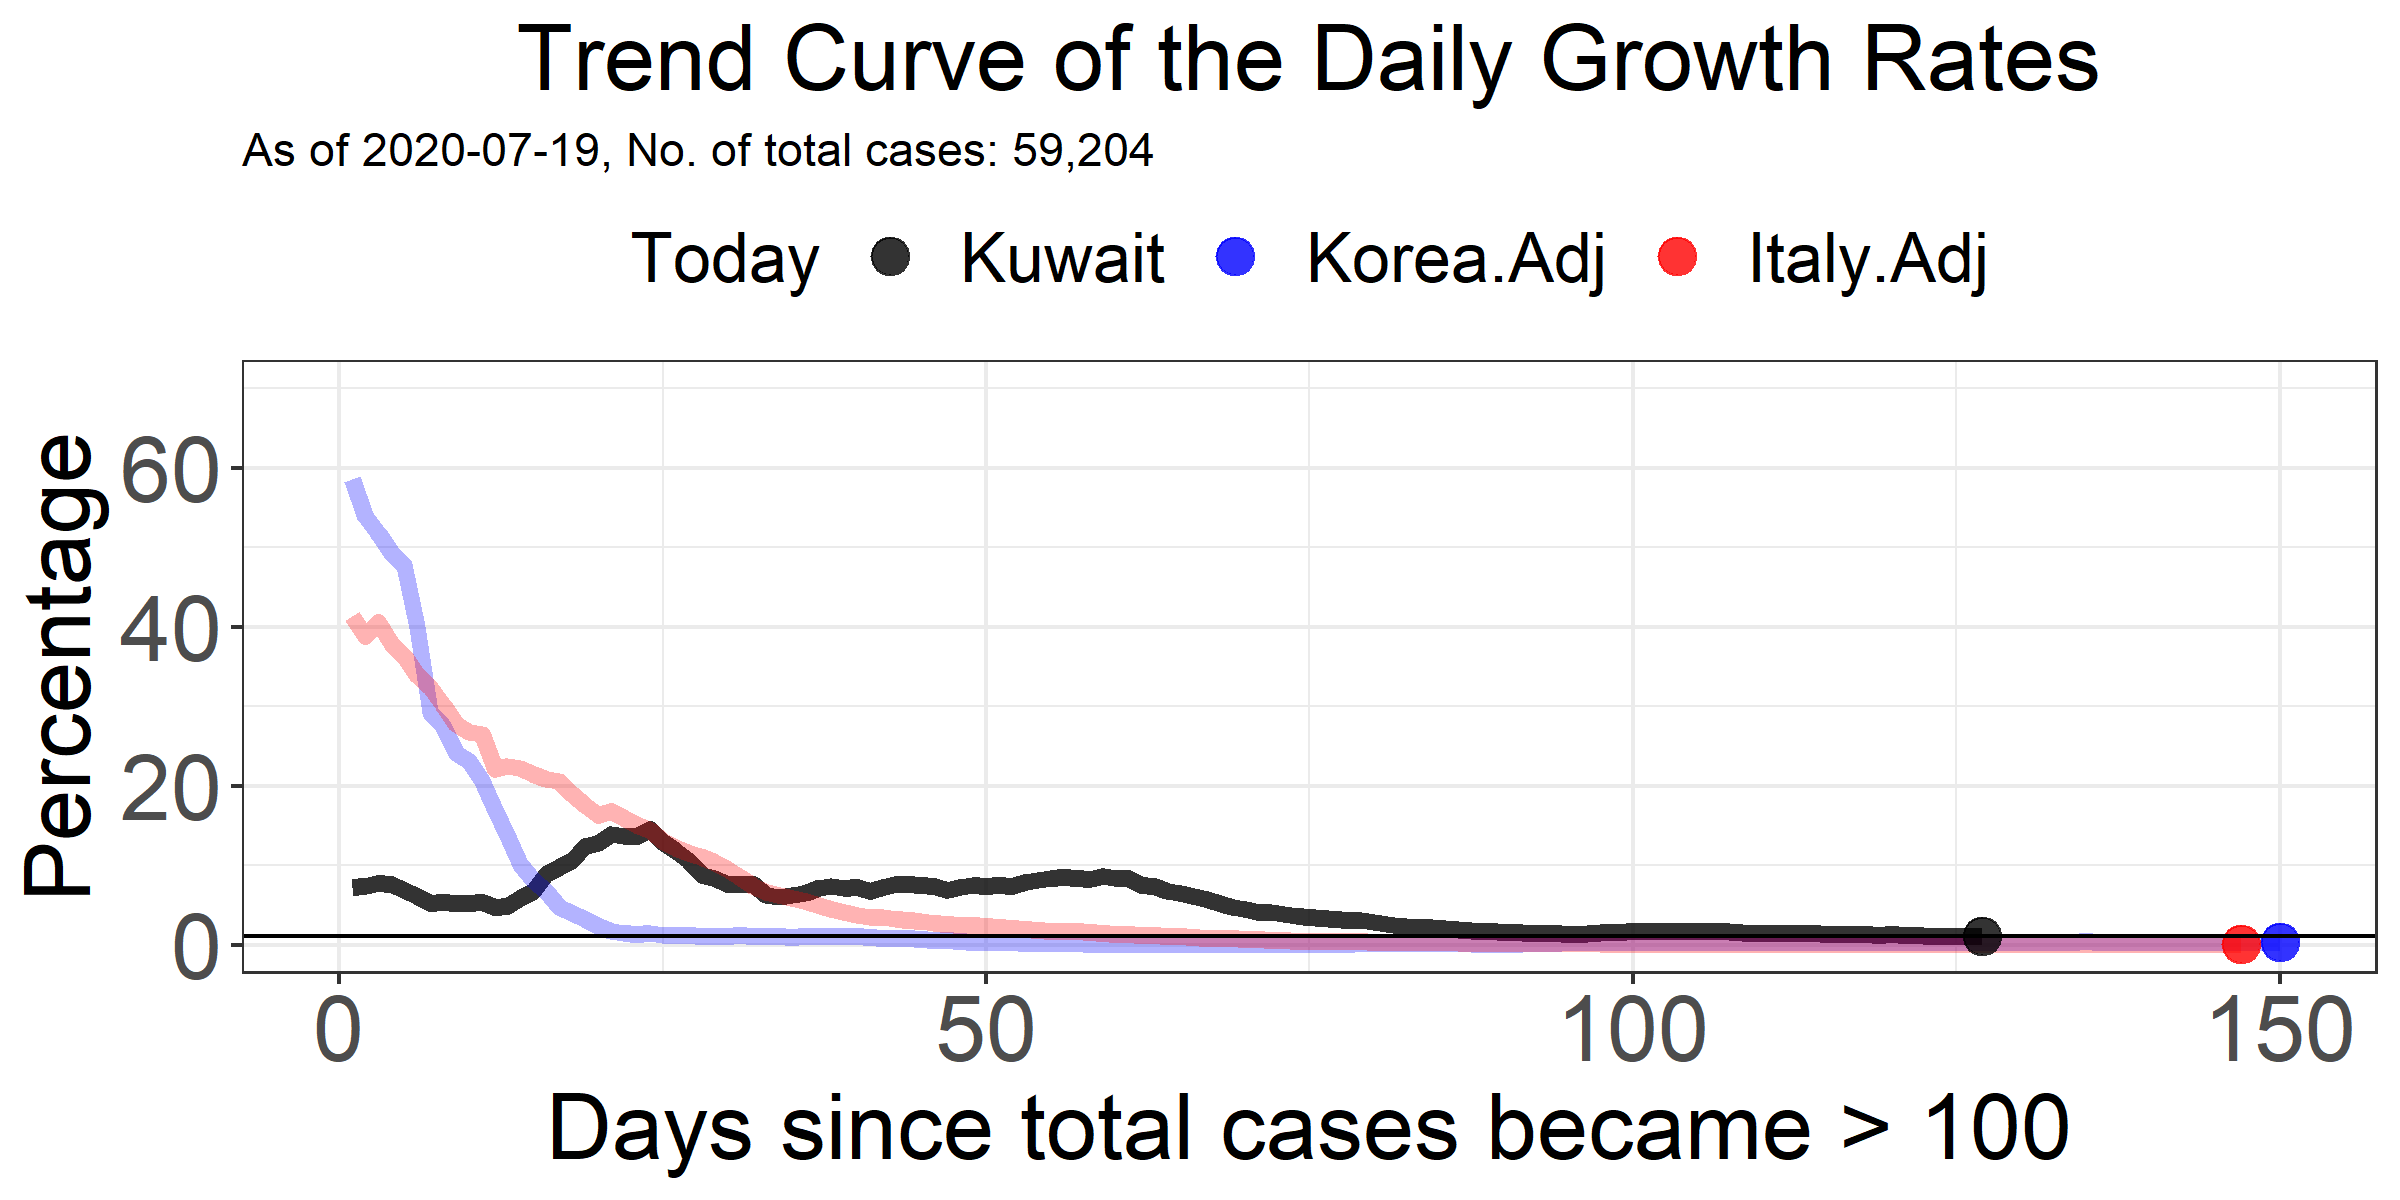 Trend Curve of the Daily Growth Rates
As of 2020-07-19, No. of total cases: 59,204
Today Kuwait Korea.Adj Italy.Adj
Percentage
60
40
20
0
0 50 100 150
Days since total cases became > 100